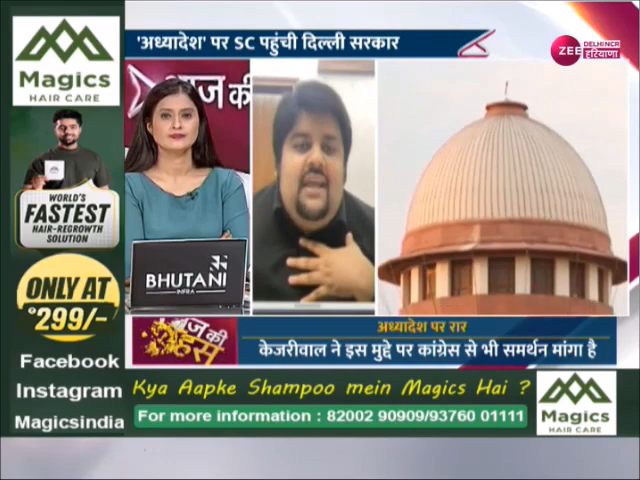 Magics
HAIR CARE
WORLD'S
FASTEST
HAIR-REGROWTH
SOLUTION
ONLY AT
₹299/-
Facebook
Instagram
Magicsindia
'अध्यादेश' पर SC पहुंची दिल्ली सरकार
ZEE
DELHI NCR
हरियाणा
आज की
BHUTANI
INFRA
आज की
बहस
अध्यादेश पर रार
केजरीवाल ने इस मुद्दे पर कांग्रेस से भी समर्थन मांगा है
Kya Aapke Shampoo mein Magics Hai ?
For more information : 82002 90909/93760 01111
Magics
HAIR CARE